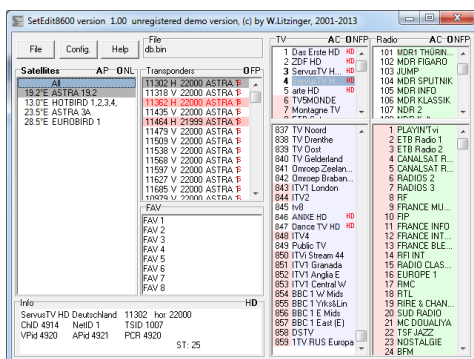 SetEdit8600 version 1.00 unregistered demo version, (c) by W.Litzinger, 2001-2013
File Config. Help
File
db.bin
Satellites AP ONL
All
19.2°E ASTRA 19.2
13.0°E HOTBIRD 1,2,3,4,
23.5°E ASTRA 3A
28.5°E EUROBIRD 1
Transponders OFP
11302 H 22000 ASTRA 1
11318 V 22000 ASTRA 1
11362 H 22000 ASTRA 1
11435 V 22000 ASTRA 1
11464 H 21999 ASTRA 1
11479 V 22000 ASTRA 1
11509 V 22000 ASTRA 1
11538 V 22000 ASTRA 1
11568 V 22000 ASTRA 1
11597 V 22000 ASTRA 1
11627 V 22000 ASTRA 1
11685 V 22000 ASTRA 1
10979 V 22000 ASTRA 1
FAV
FAV 1
FAV 2
FAV 3
FAV 4
FAV 5
FAV 6
FAV 7
FAV 8
Info HD
ServusTV HD Deutschland 11302 hor 22000
ChID 4914 NetID 1 TSID 1007
VPid 4920 APid 4921 PCR 4920
ST: 25
TV AC ONFP
1 Das Erste HD HD
2 ZDF HD HD
3 ServusTV H... HD
4 ServusTV H... HD
5 arte HD HD
6 TV5MONDE
7 Montagne TV
837 TV Noord
838 TV Drenthe
839 TV Oost
840 TV Gelderland
841 Omroep Zeelan...
842 Omroep Braban...
843 ITV1 London
844 ITV2
845 tv8
846 ANIXE HD HD
847 Dance TV HD HD
848 ITV4
849 Public TV
850 ITVi Stream 44
851 ITV1 Granada
852 ITV1 Anglia E
853 ITV1 Central W
854 BBC 1 W Mids
855 BBC 1 Yrks&Lin
856 BBC 1 E Mids
857 BBC 1 East (E)
858 DSTV
859 1TV RUS Europa
Radio AC ONFP
101 MDR1 THÜRIN...
102 MDR FIGARO
103 JUMP
104 MDR SPUTNIK
105 MDR INFO
106 MDR KLASSIK
107 NDR 2
1 PLAYIN'Tvi
2 ETB Radio 1
3 ETB Radio 2
4 CANALSAT R...
5 CANALSAT R...
6 RADIOS 2
7 RADIOS 3
8 RF
9 FRANCE MU...
10 FIP
11 FRANCE INFO
12 FRANCE INT...
13 FRANCE BLE...
14 RFI INT
15 RADIO CLAS...
16 EUROPE 1
17 RMC
18 RTL
19 RIRE & CHAN...
20 SUD RADIO
21 MC DOUALIYA
22 TSF JAZZ
23 NOSTALGIE
24 BFM